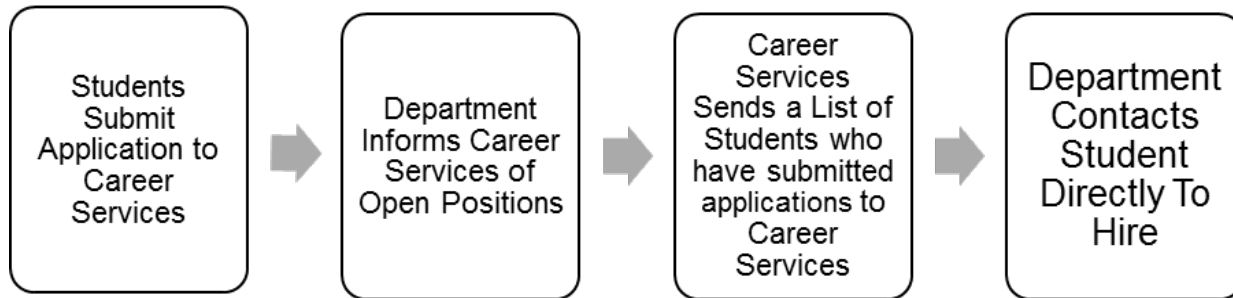 Students
Submit
Application to
Career
Services
Department
Informs Career
Services of
Open Positions
Career
Services
Sends a List of
Students who
have submitted
applications to
Career
Services
Department
Contacts
Student
Directly To
Hire